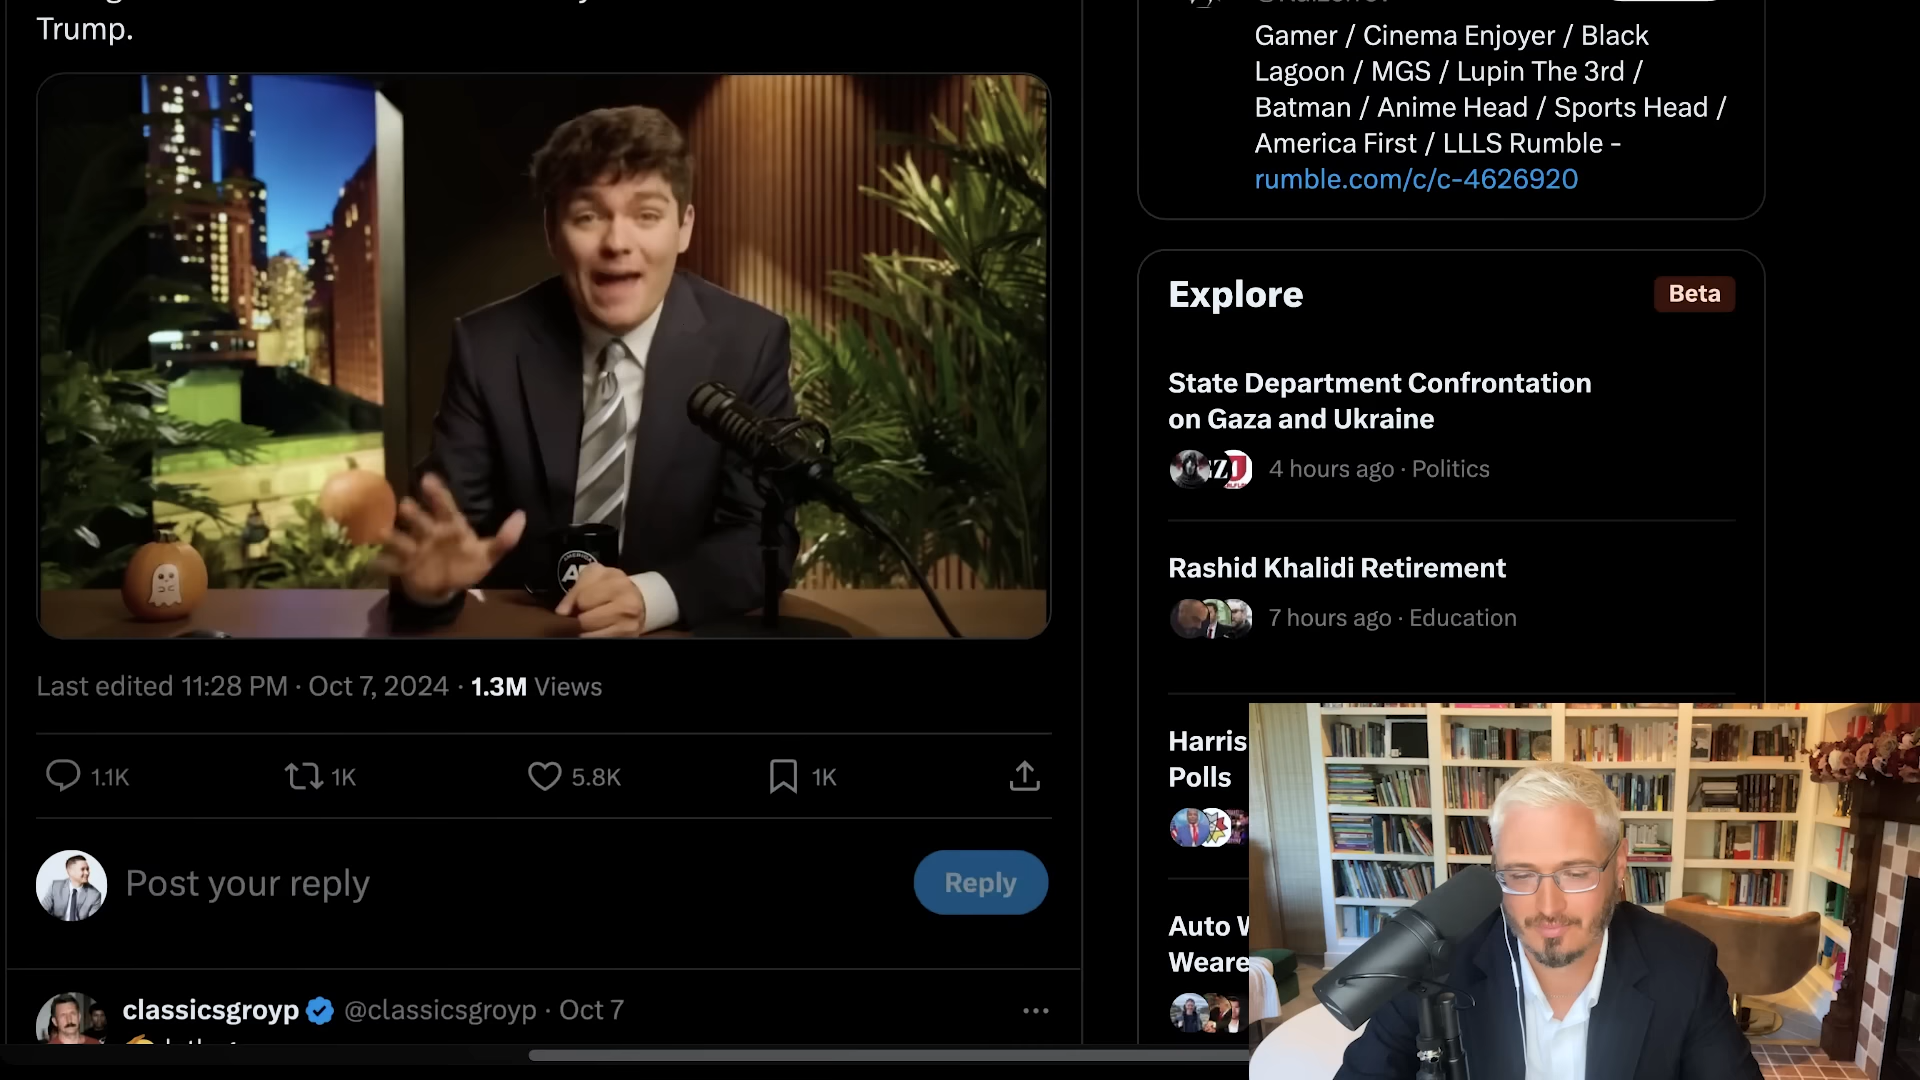 Trump.
Last edited 11:28 PM · Oct 7, 2024 · 1.3M Views
1.1K
1K
5.8K
1K
Post your reply
Reply
classicsgroyp @classicsgroyp · Oct 7
Gamer / Cinema Enjoyer / Black
Lagoon / MGS / Lupin The 3rd /
Batman / Anime Head / Sports Head /
America First / LLLS Rumble -
rumble.com/c/c-4626920
Explore
Beta
State Department Confrontation
on Gaza and Ukraine
4 hours ago · Politics
Rashid Khalidi Retirement
7 hours ago · Education
Harris
Polls
Auto